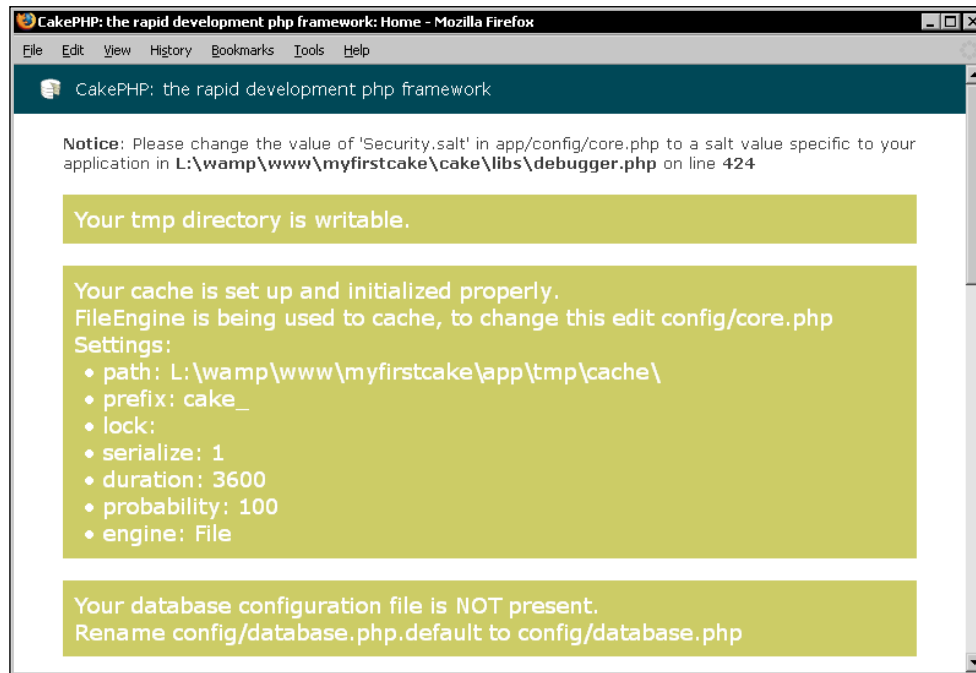 CakePHP: the rapid development php framework: Home - Mozilla Firefox
File Edit View History Bookmarks Tools Help
CakePHP: the rapid development php framework
Notice: Please change the value of 'Security.salt' in app/config/core.php to a salt value specific to your
application in L:\wamp\www\myfirstcake\cake\libs\debugger.php on line 424
Your tmp directory is writable.
Your cache is set up and initialized properly.
FileEngine is being used to cache, to change this edit config/core.php
Settings:
• path: L:\wamp\www\myfirstcake\app\tmp\cache\
• prefix: cake_
• lock:
• serialize: 1
• duration: 3600
• probability: 100
• engine: File
Your database configuration file is NOT present.
Rename config/database.php.default to config/database.php